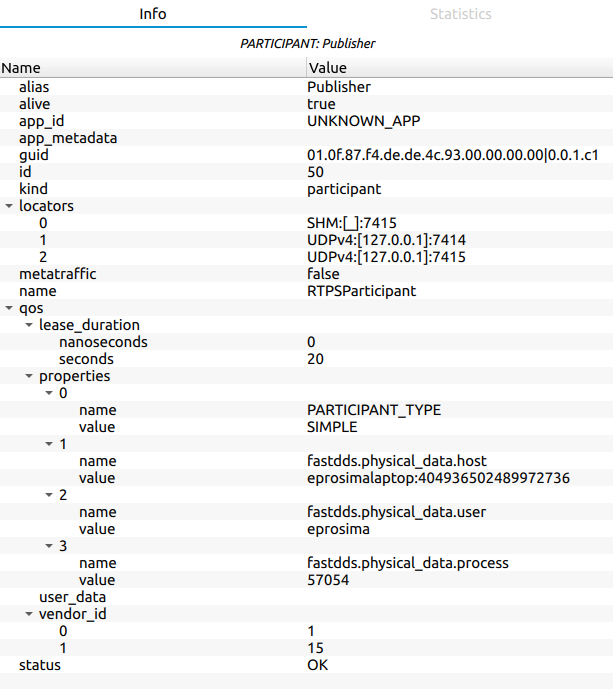 Info Statistics
PARTICIPANT: Publisher
Name Value
alias Publisher
alive true
app_id UNKNOWN_APP
app_metadata
guid 01.0f.87.f4.de.de.4c.93.00.00.00.00|0.0.1.c1
id 50
kind participant
locators
0 SHM:[_]:7415
1 UDPv4:[127.0.0.1]:7414
2 UDPv4:[127.0.0.1]:7415
metatraffic false
name RTPSParticipant
qos
lease_duration
nanoseconds 0
seconds 20
properties
0
name PARTICIPANT_TYPE
value SIMPLE
1
name fastdds.physical_data.host
value eprosimalaptop:404936502489972736
2
name fastdds.physical_data.user
value eprosima
3
name fastdds.physical_data.process
value 57054
user_data
vendor_id
0 1
1 15
status OK